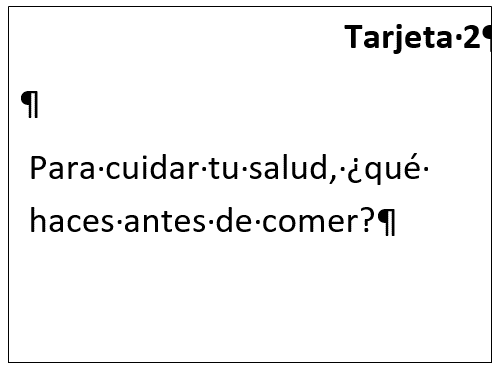 Tarjeta·2¶
¶
Para·cuidar·tu·salud,·¿qué·
haces·antes·de·comer?¶